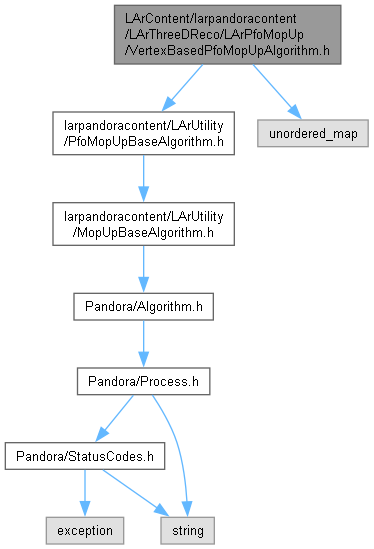 LArContent/larpandoracontent
/LArThreeDReco/LArPfoMopUp
/VertexBasedPfoMopUpAlgorithm.h
larpandoracontent/LArUtility
/PfoMopUpBaseAlgorithm.h
unordered_map
larpandoracontent/LArUtility
/MopUpBaseAlgorithm.h
Pandora/Algorithm.h
Pandora/Process.h
Pandora/StatusCodes.h
exception
string